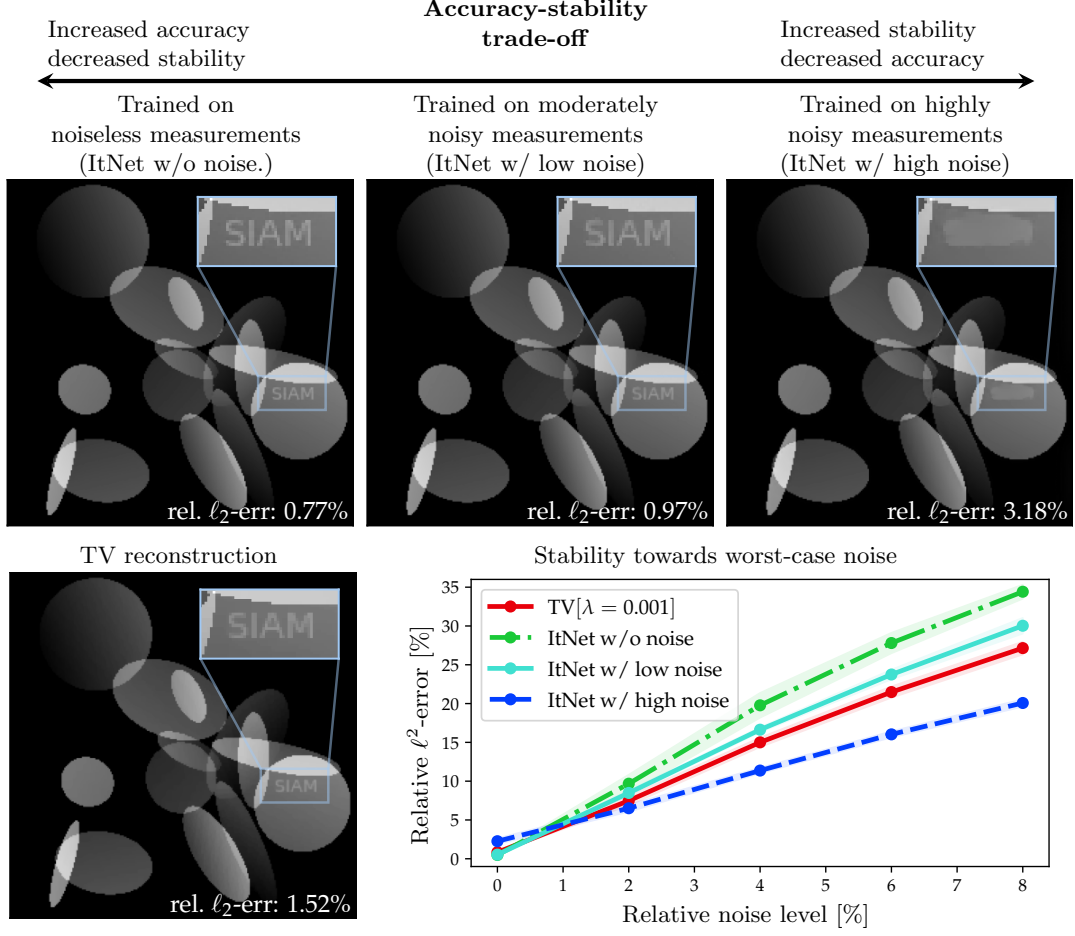 Accuracy-stability
trade-off
Increased accuracy
decreased stability
Increased stability
decreased accuracy
Trained on
noiseless measurements
(ItNet w/o noise.)
Trained on moderately
noisy measurements
(ItNet w/ low noise)
Trained on highly
noisy measurements
(ItNet w/ high noise)
SIAM
SIAM
rel. ℓ₂-err: 0.77%
SIAM
SIAM
rel. ℓ₂-err: 0.97%
rel. ℓ₂-err: 3.18%
TV reconstruction
SIAM
SIAM
rel. ℓ₂-err: 1.52%
Stability towards worst-case noise
Relative ℓ²-error [%]
35
30
25
20
15
10
5
0
TV[λ = 0.001]
ItNet w/o noise
ItNet w/ low noise
ItNet w/ high noise
0 1 2 3 4 5 6 7 8
Relative noise level [%]